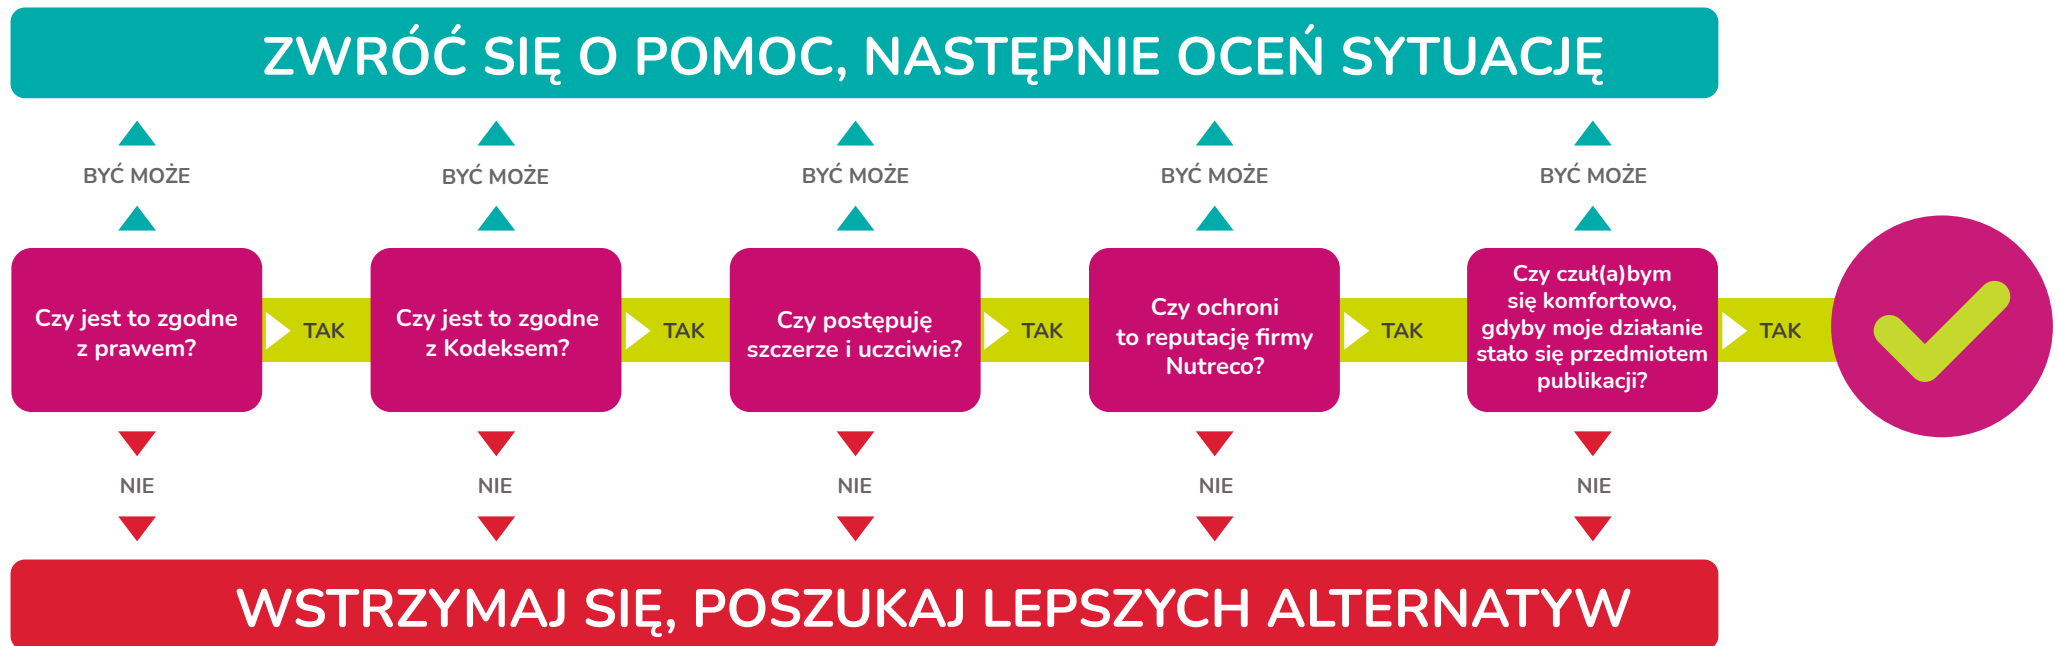 ZWRÓĆ SIĘ O POMOC, NASTĘPNIE OCEŃ SYTUACJĘ
BYĆ MOŻE
BYĆ MOŻE
BYĆ MOŻE
BYĆ MOŻE
BYĆ MOŻE
Czy jest to zgodne
z prawem?
TAK
Czy jest to zgodne
z Kodeksem?
TAK
Czy postępuję
szczerze i uczciwie?
TAK
Czy ochroni
to reputację firmy
Nutreco?
TAK
Czy czuł(a)bym
się komfortowo,
gdyby moje działanie
stało się przedmiotem
publikacji?
TAK
NIE
NIE
NIE
NIE
NIE
WSTRZYMAJ SIĘ, POSZUKAJ LEPSZYCH ALTERNATYW